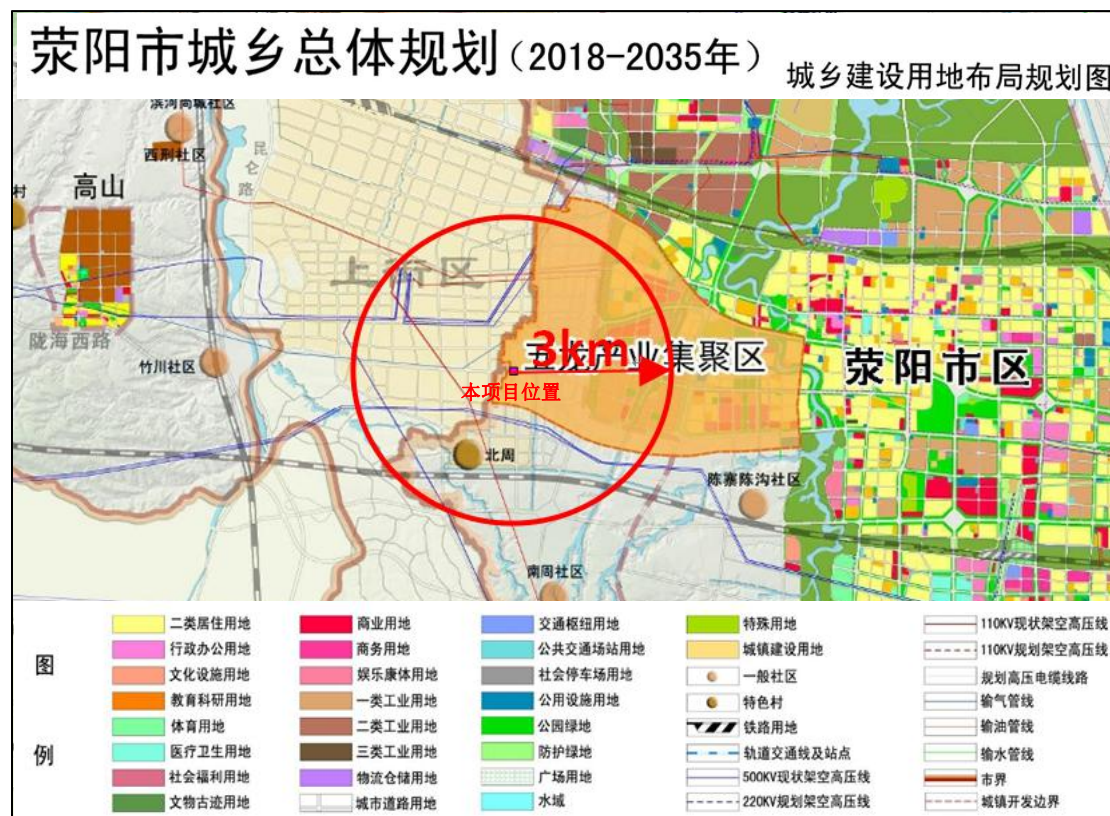 荥阳市城乡总体规划（2018-2035年）
城乡建设用地布局规划图
滨河尚城社区
西邢社区
昆仑路
村
高山
上街区
陇海西路
竹川社区
3km
五龙产业集聚区
荥阳市区
本项目位置
北周
陈寨陈沟社区
南周社区
图例
二类居住用地
行政办公用地
文化设施用地
教育科研用地
体育用地
医疗卫生用地
社会福利用地
文物古迹用地
商业用地
商务用地
娱乐康体用地
一类工业用地
二类工业用地
三类工业用地
物流仓储用地
城市道路用地
交通枢纽用地
公共交通场站用地
社会停车场用地
公用设施用地
公园绿地
防护绿地
广场用地
水域
特殊用地
城镇建设用地
一般社区
特色村
铁路用地
轨道交通线及站点
500KV现状架空高压线
220KV规划架空高压线
110KV现状架空高压线
110KV规划架空高压线
规划高压电缆线路
输气管线
输油管线
输水管线
市界
城镇开发边界